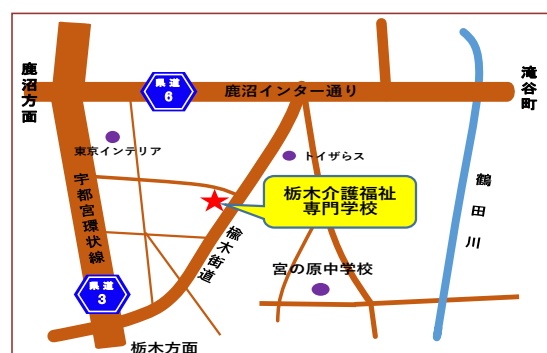 鹿沼方面
県道
6
鹿沼インター通り
滝谷町
東京インテリア
トイザらス
宇都宮環状線
栃木介護福祉
専門学校
鶴田川
楡木街道
宮の原中学校
県道
3
栃木方面